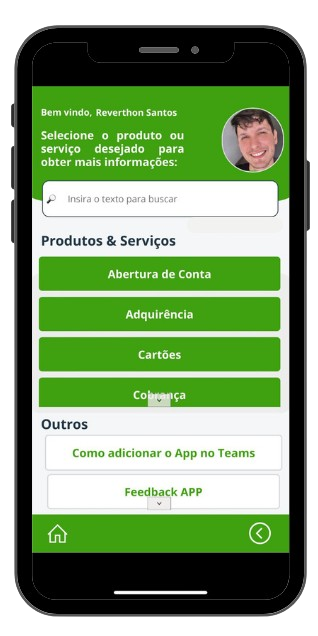 Bem vindo, Reverthon Santos
Selecione o produto ou
serviço desejado para
obter mais informações:
Insira o texto para buscar
Produtos & Serviços
Abertura de Conta
Adquirência
Cartões
Cobrança
Outros
Como adicionar o App no Teams
Feedback APP